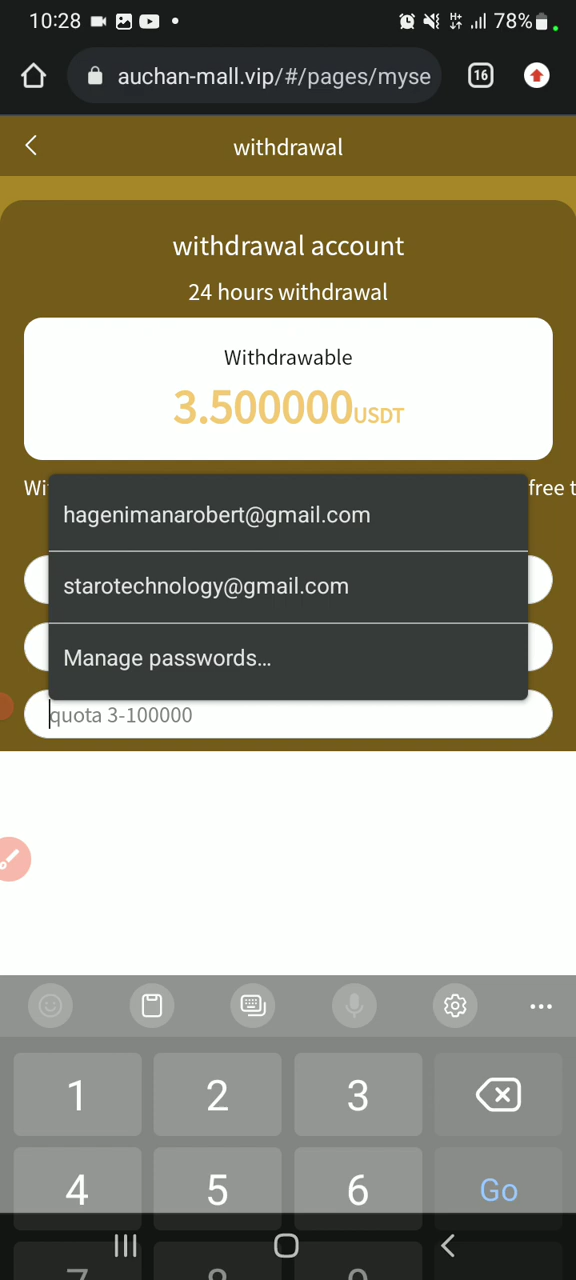 10:28
78%
auchan-mall.vip/#/pages/myse
16
withdrawal
withdrawal account
24 hours withdrawal
Withdrawable
3.500000USDT
Wi
free t
hagenimanarobert@gmail.com
starotechnology@gmail.com
Manage passwords...
quota 3-100000
1 2 3
4 5 6 Go